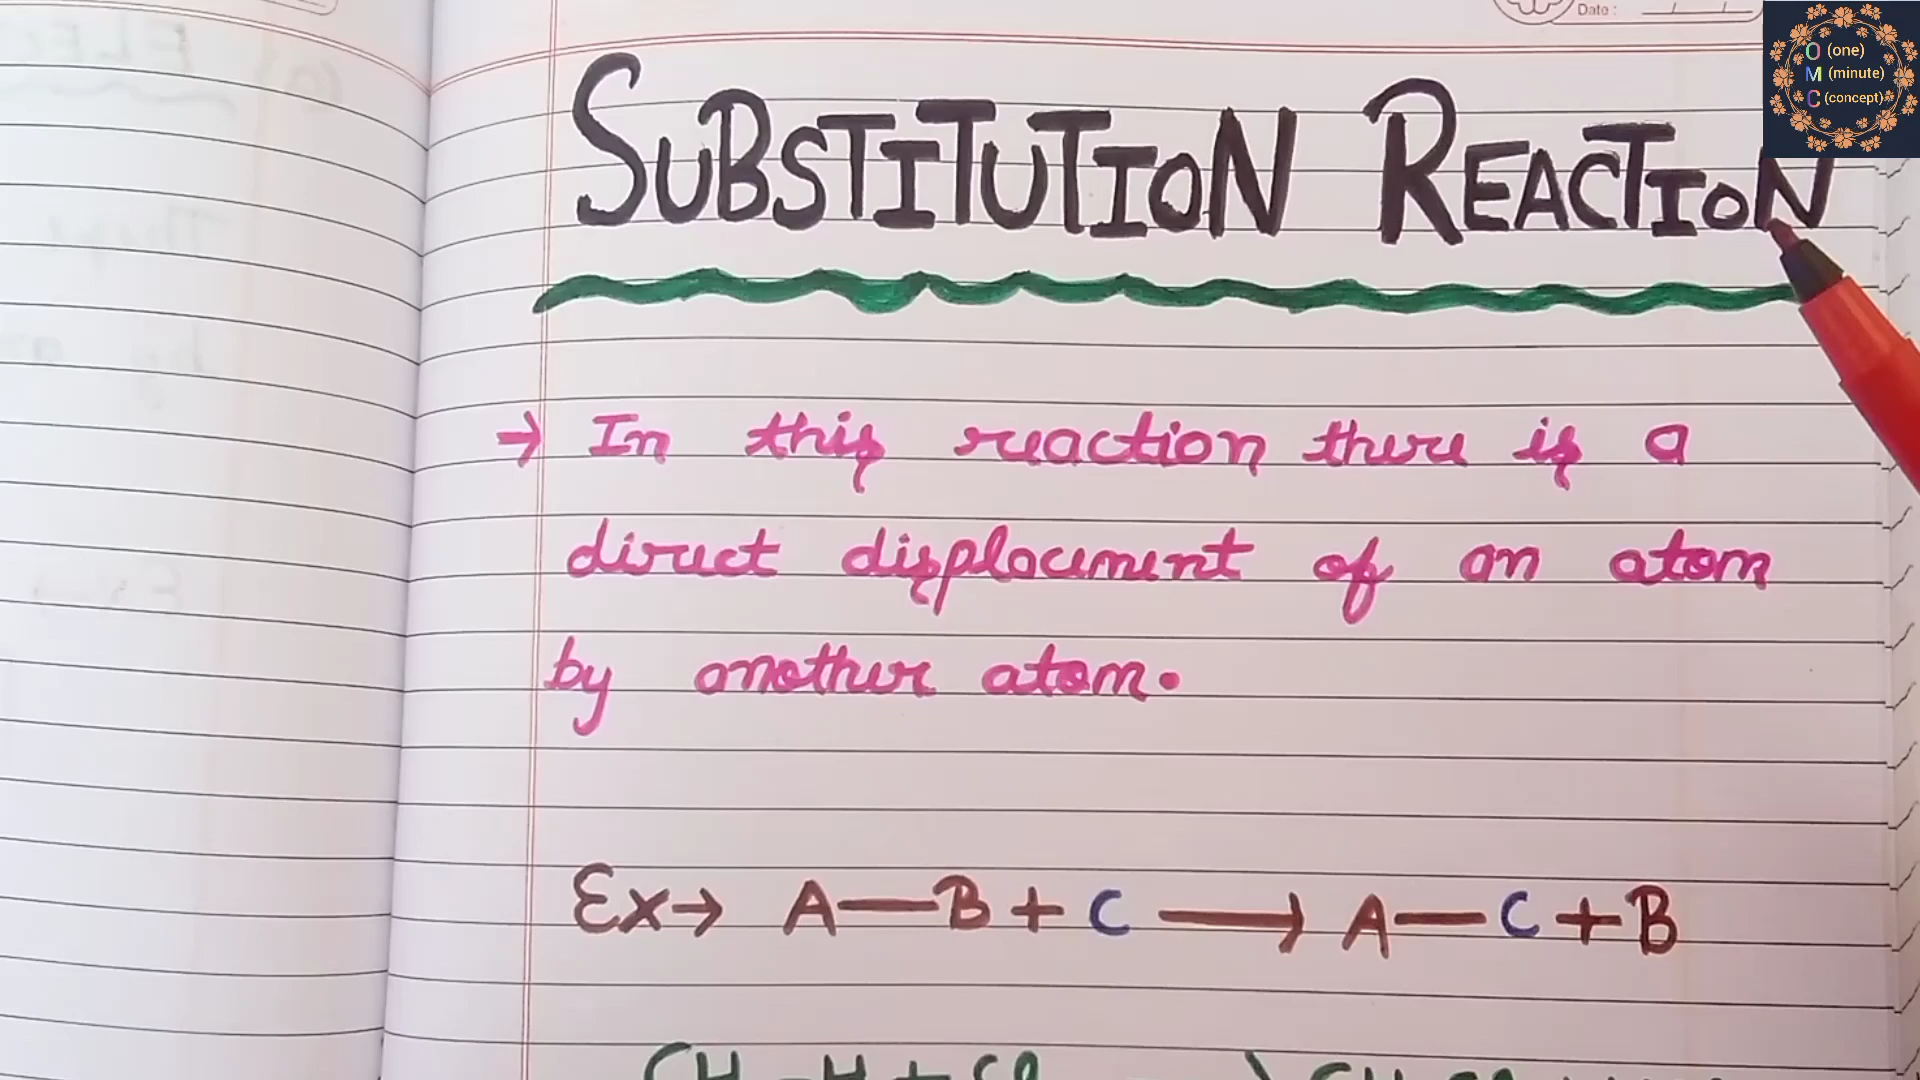 Date :
O (one)
M (minute)
C (concept)
SUBSTITUTION REACTION
→ In this reaction there is a
direct displacement of an atom
by another atom.
Ex→ A—B + C ⟶ A—C + B